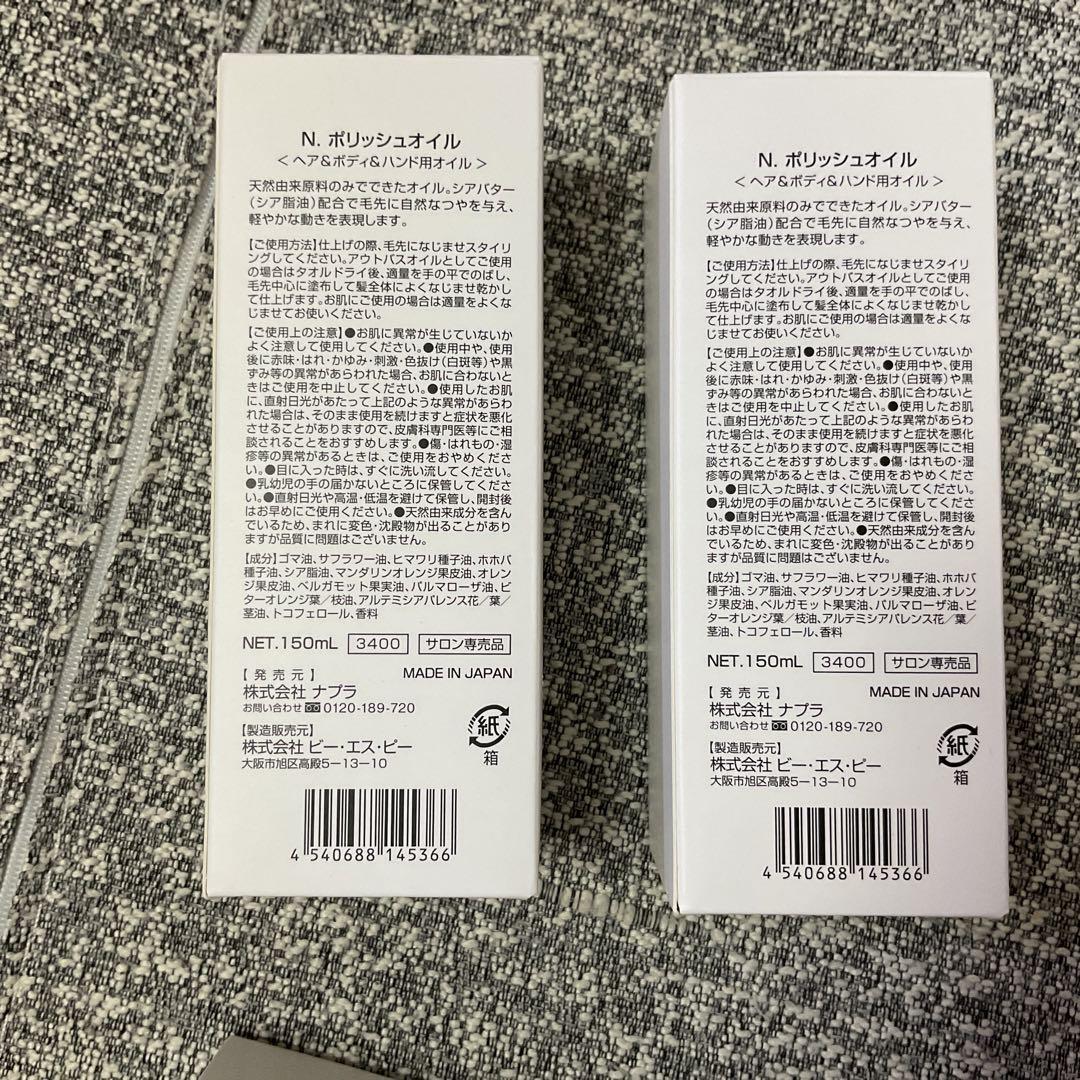 N. ポリッシュオイル
＜ ヘア＆ボディ＆ハンド用オイル ＞
天然由来原料のみでできたオイル。シアバター
（シア脂油）配合で毛先に自然なつやを与え、
軽やかな動きを表現します。
【ご使用方法】仕上げの際、毛先になじませスタイリ
ングしてください。アウトバスオイルとしてご使用
の場合はタオルドライ後、適量を手の平でのばし、
毛先中心に塗布して髪全体によくなじませ乾かし
て仕上げます。お肌にご使用の場合は適量をよくな
じませてお使いください。
【ご使用上の注意】●お肌に異常が生じていないか
よく注意して使用してください。●使用中や、使用
後に赤味・はれ・かゆみ・刺激・色抜け（白斑等）や黒
ずみ等の異常があらわれた場合、お肌に合わないと
きはご使用を中止してください。●使用したお肌
に、直射日光があたって上記のような異常があらわ
れた場合は、そのまま使用を続けますと症状を悪化
させることがありますので、皮膚科専門医等にご相
談されることをおすすめします。●傷・はれもの・湿
疹等の異常があるときは、ご使用をおやめください。
●目に入った時は、すぐに洗い流してください。
●乳幼児の手の届かないところに保管してください。
●直射日光や高温・低温を避けて保管し、開封後
はお早めにご使用ください。●天然由来成分を含ん
でいるため、まれに変色・沈殿物が出ることがあり
ますが品質に問題はございません。
【成分】ゴマ油、サフラワー油、ヒマワリ種子油、ホホバ
種子油、シア脂油、マンダリンオレンジ果皮油、オレン
ジ果皮油、ベルガモット果実油、パルマローザ油、ビ
ターオレンジ葉／枝油、アルテミシアパレンス花／葉／
茎油、トコフェロール、香料
NET.150mL 3400 サロン専売品
【 発 売 元 】 MADE IN JAPAN
株式会社 ナプラ
お問い合わせ 0120-189-720
【製造販売元】
株式会社 ビー・エス・ピー
大阪市旭区高殿5－13－10
紙
箱
4 540688 145366
N. ポリッシュオイル
＜ ヘア＆ボディ＆ハンド用オイル ＞
天然由来原料のみでできたオイル。シアバター
（シア脂油）配合で毛先に自然なつやを与え、
軽やかな動きを表現します。
【ご使用方法】仕上げの際、毛先になじませスタイリ
ングしてください。アウトバスオイルとしてご使用
の場合はタオルドライ後、適量を手の平でのばし、
毛先中心に塗布して髪全体によくなじませ乾かし
て仕上げます。お肌にご使用の場合は適量をよくな
じませてお使いください。
【ご使用上の注意】●お肌に異常が生じていないか
よく注意して使用してください。●使用中や、使用
後に赤味・はれ・かゆみ・刺激・色抜け（白斑等）や黒
ずみ等の異常があらわれた場合、お肌に合わないと
きはご使用を中止してください。●使用したお肌
に、直射日光があたって上記のような異常があらわ
れた場合は、そのまま使用を続けますと症状を悪化
させることがありますので、皮膚科専門医等にご相
談されることをおすすめします。●傷・はれもの・湿
疹等の異常があるときは、ご使用をおやめください。
●目に入った時は、すぐに洗い流してください。
●乳幼児の手の届かないところに保管してください。
●直射日光や高温・低温を避けて保管し、開封後
はお早めにご使用ください。●天然由来成分を含ん
でいるため、まれに変色・沈殿物が出ることがあり
ますが品質に問題はございません。
【成分】ゴマ油、サフラワー油、ヒマワリ種子油、ホホバ
種子油、シア脂油、マンダリンオレンジ果皮油、オレン
ジ果皮油、ベルガモット果実油、パルマローザ油、ビ
ターオレンジ葉／枝油、アルテミシアパレンス花／葉／
茎油、トコフェロール、香料
NET.150mL 3400 サロン専売品
【 発 売 元 】 MADE IN JAPAN
株式会社 ナプラ
お問い合わせ 0120-189-720
【製造販売元】
株式会社 ビー・エス・ピー
大阪市旭区高殿5－13－10
紙
箱
4 540688 145366